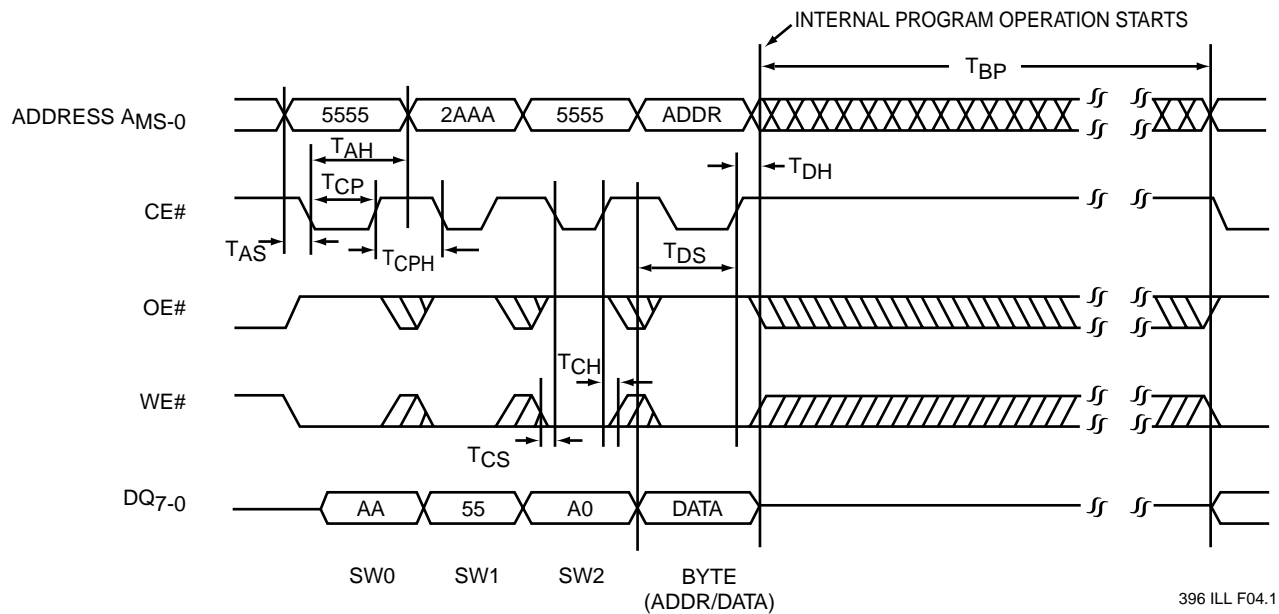 INTERNAL PROGRAM OPERATION STARTS
TBP
ADDRESS AMS-0
5555
2AAA
5555
ADDR
TAH
TDH
TCP
CE#
TAS
TCPH
TDS
OE#
TCH
WE#
TCS
DQ7-0
AA
55
A0
DATA
SW0
SW1
SW2
BYTE
(ADDR/DATA)
396 ILL F04.1